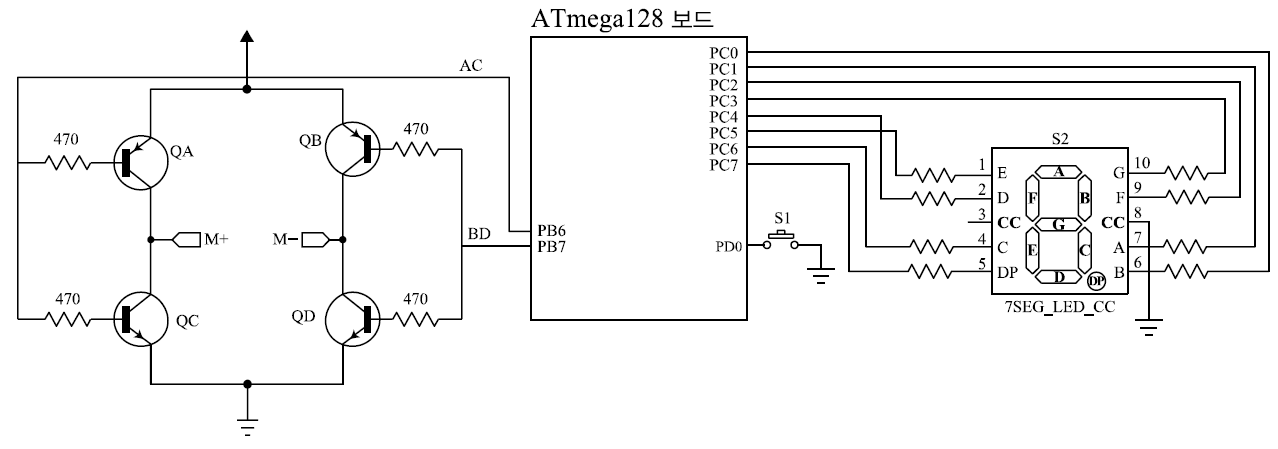 ATmega128 보드
AC
470
QA
QB
470
M+
M−
BD
470
QC
QD
470
PB6
PB7
PC0
PC1
PC2
PC3
PC4
PC5
PC6
PC7
PD0
S1
S2
1
E
2
D
3
CC
4
C
5
DP
A
F
B
G
E
C
D
DP
10
G
9
F
8
CC
7
A
6
B
7SEG_LED_CC